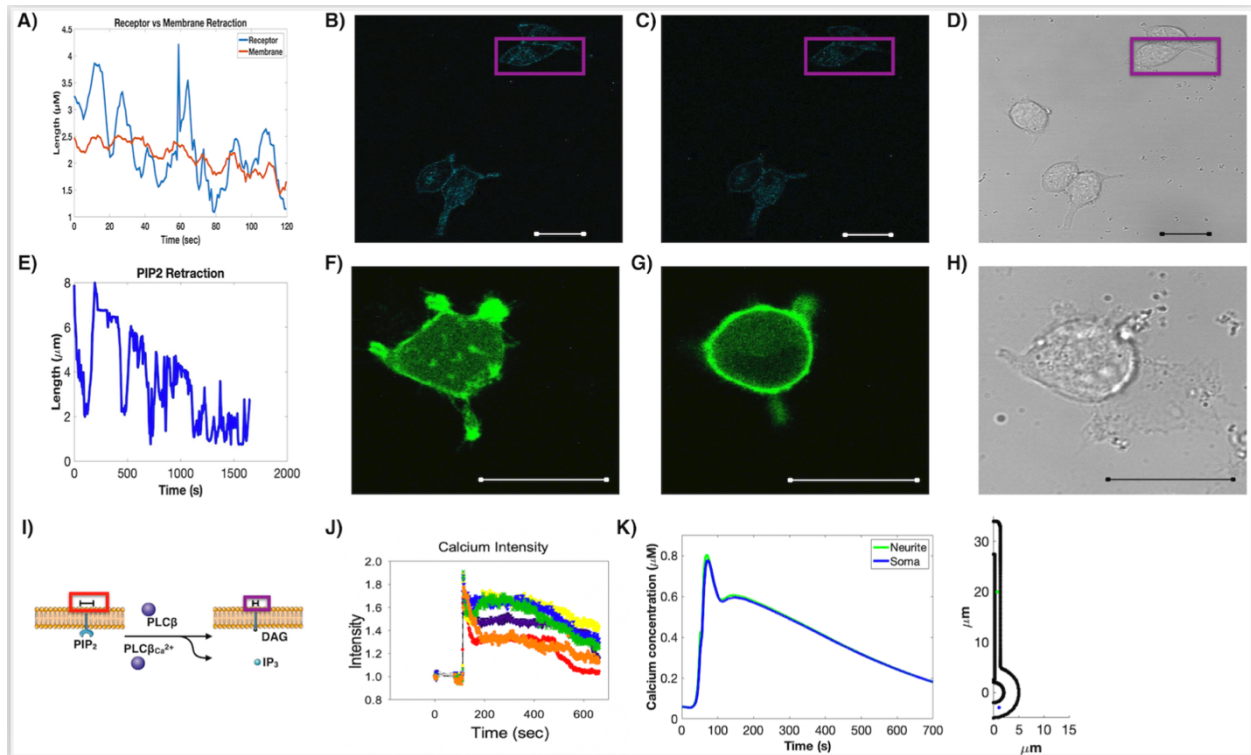 A)
Receptor vs Membrane Retraction
Receptor
Membrane
Length (μM)
4.5
4
3.5
3
2.5
2
1.5
1
0 20 40 60 80 100 120
Time (sec)
B)
C)
D)
E)
PIP2 Retraction
Length (μm)
8
6
4
2
0
0 500 1000 1500 2000
Time (s)
F)
G)
H)
I)
PIP₂
PLCβ
PLCβCa²⁺
DAG
IP₃
J)
Calcium Intensity
Intensity
2.0
1.8
1.6
1.4
1.2
1.0
0.8
0 200 400 600
Time (sec)
K)
Neurite
Soma
Calcium concentration (μM)
0.8
0.6
0.4
0.2
0
0 100 200 300 400 500 600 700
Time (s)
μm
30
20
10
0
0 5 10 15
μm